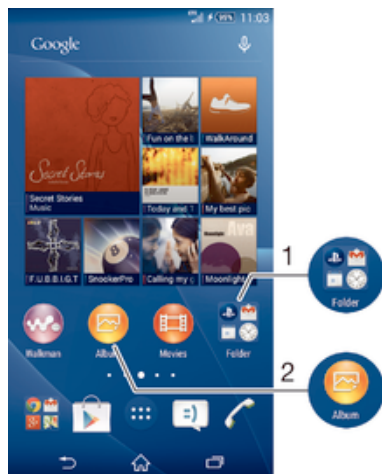 95% 11:03
Google
Secret Stories
Secret Stories
Music
Fun on the
WalkAround
Today and
My best pic
F.U.B.B.I.G.T
SnookerPro
Calling my
Moonlight
Walkman
Album
Movies
Folder
1
Folder
2
Album